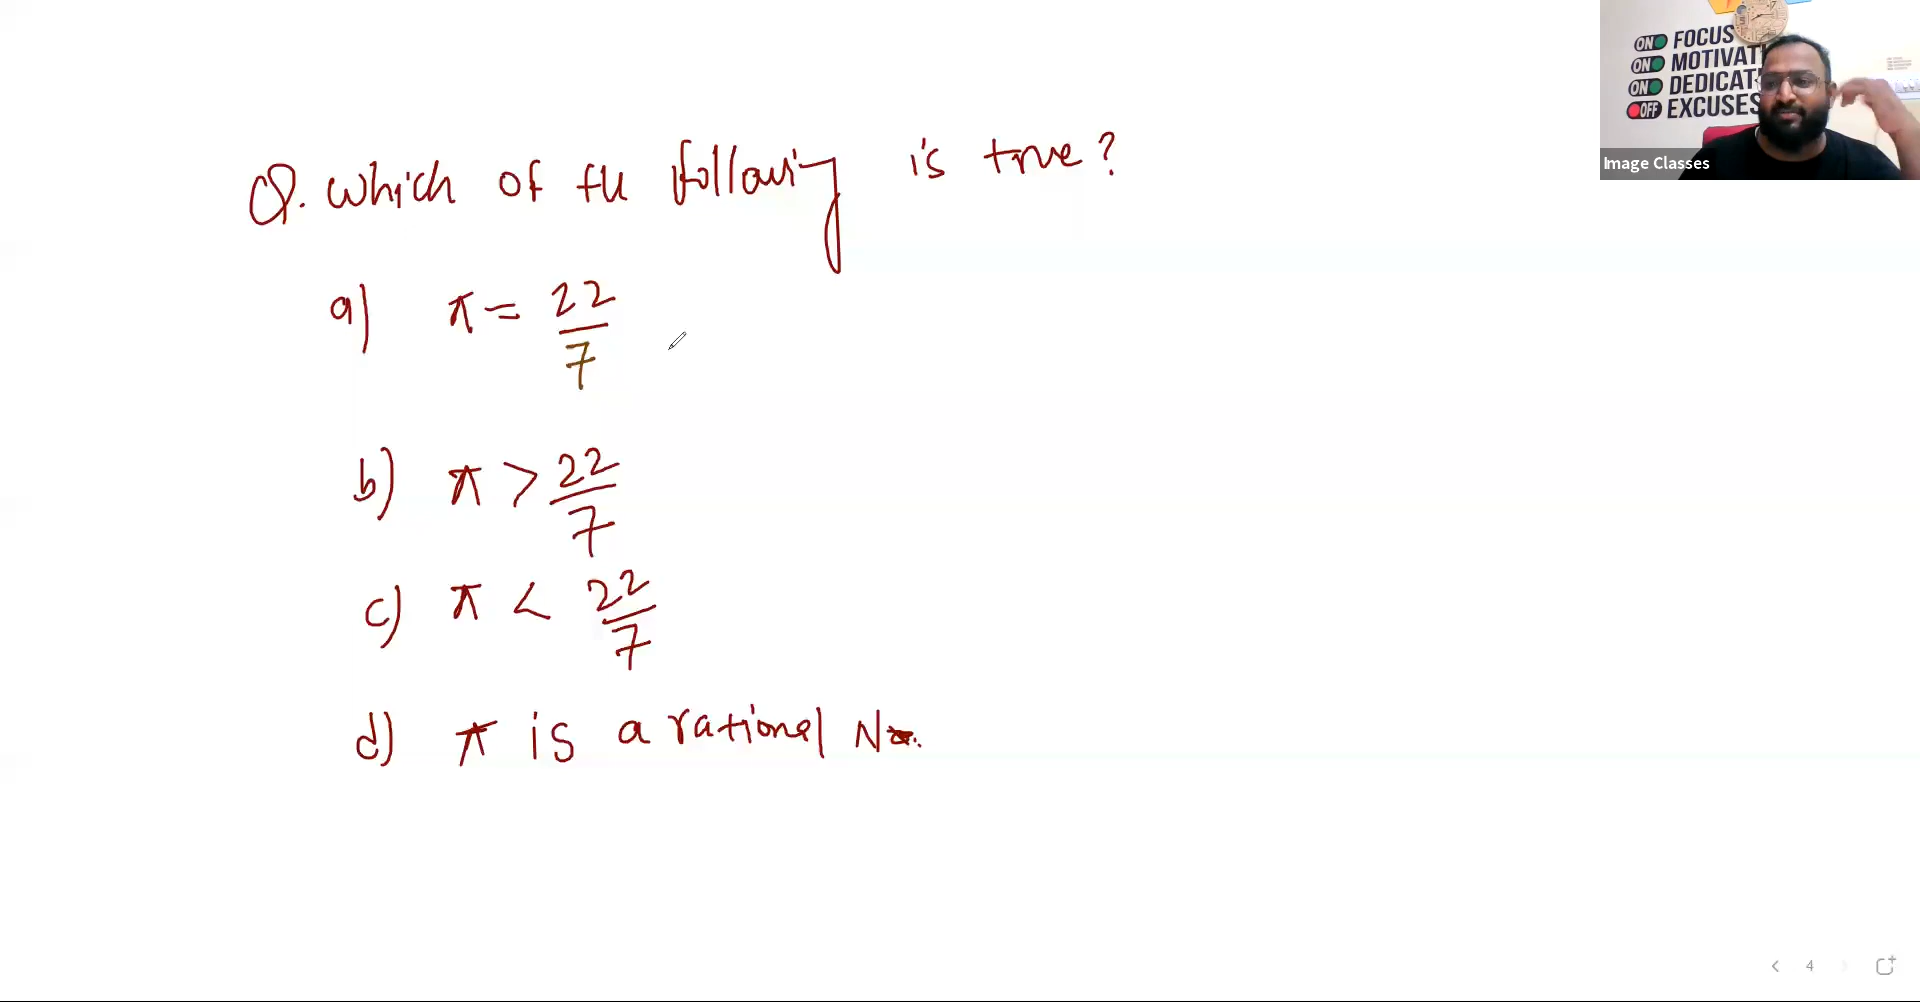 Q. which of the following is true?
a) π = 22/7
b) π > 22/7
c) π < 22/7
d) π is a rational No.
ON FOCUS
ON MOTIVAT
ON DEDICAT
OFF EXCUSES
Image Classes
4